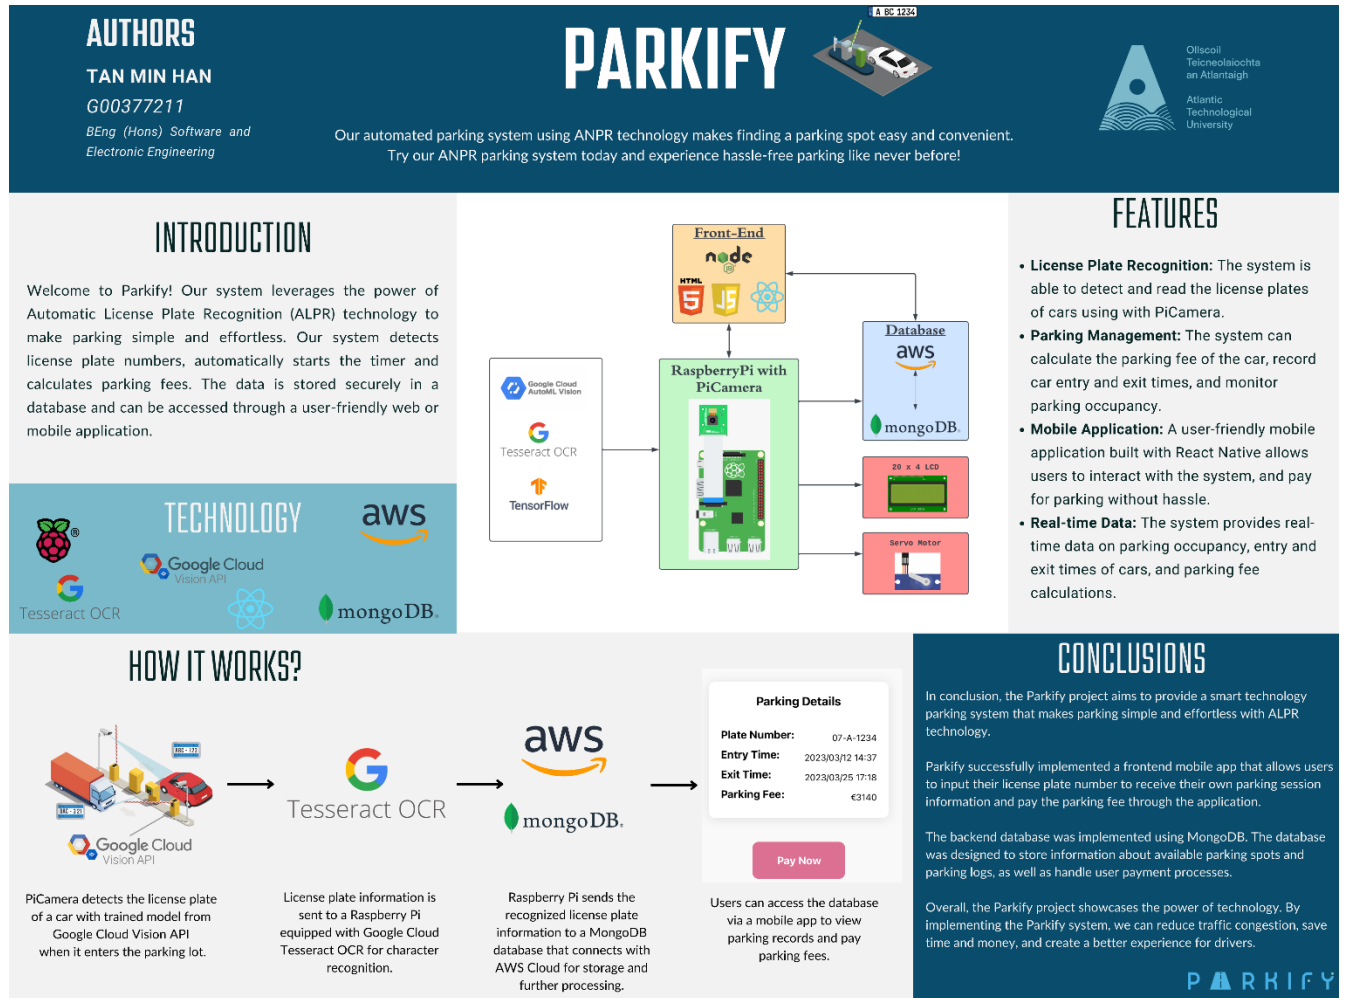 AUTHORS
TAN MIN HAN
G00377211
BEng (Hons) Software and
Electronic Engineering
PARKIFY
A BC 1234
Our automated parking system using ANPR technology makes finding a parking spot easy and convenient.
Try our ANPR parking system today and experience hassle-free parking like never before!
Ollscoil
Teicneolaíochta
an Atlantaigh
Atlantic
Technological
University
INTRODUCTION
Welcome to Parkify! Our system leverages the power of
Automatic License Plate Recognition (ALPR) technology to
make parking simple and effortless. Our system detects
license plate numbers, automatically starts the timer and
calculates parking fees. The data is stored securely in a
database and can be accessed through a user-friendly web or
mobile application.
TECHNOLOGY
aws
Google Cloud
Vision API
Tesseract OCR
mongoDB®
Front-End
node
JS
HTML
5
JS
Google Cloud
AutoML Vision
Tesseract OCR
TensorFlow
RaspberryPi with
PiCamera
Database
aws
mongoDB®
20 x 4 LCD
Servo Motor
FEATURES
• License Plate Recognition: The system is
able to detect and read the license plates
of cars using with PiCamera.
• Parking Management: The system can
calculate the parking fee of the car, record
car entry and exit times, and monitor
parking occupancy.
• Mobile Application: A user-friendly mobile
application built with React Native allows
users to interact with the system, and pay
for parking without hassle.
• Real-time Data: The system provides real-
time data on parking occupancy, entry and
exit times of cars, and parking fee
calculations.
HOW IT WORKS?
Google Cloud
Vision API
PiCamera detects the license plate
of a car with trained model from
Google Cloud Vision API
when it enters the parking lot.
Tesseract OCR
License plate information is
sent to a Raspberry Pi
equipped with Google Cloud
Tesseract OCR for character
recognition.
aws
mongoDB®
Raspberry Pi sends the
recognized license plate
information to a MongoDB
database that connects with
AWS Cloud for storage and
further processing.
Parking Details
Plate Number: 07-A-1234
Entry Time: 2023/03/12 14:37
Exit Time: 2023/03/25 17:18
Parking Fee: €3140
Pay Now
Users can access the database
via a mobile app to view
parking records and pay
parking fees.
CONCLUSIONS
In conclusion, the Parkify project aims to provide a smart technology
parking system that makes parking simple and effortless with ALPR
technology.
Parkify successfully implemented a frontend mobile app that allows users
to input their license plate number to receive their own parking session
information and pay the parking fee through the application.
The backend database was implemented using MongoDB. The database
was designed to store information about available parking spots and
parking logs, as well as handle user payment processes.
Overall, the Parkify project showcases the power of technology. By
implementing the Parkify system, we can reduce traffic congestion, save
time and money, and create a better experience for drivers.
PARKIFY